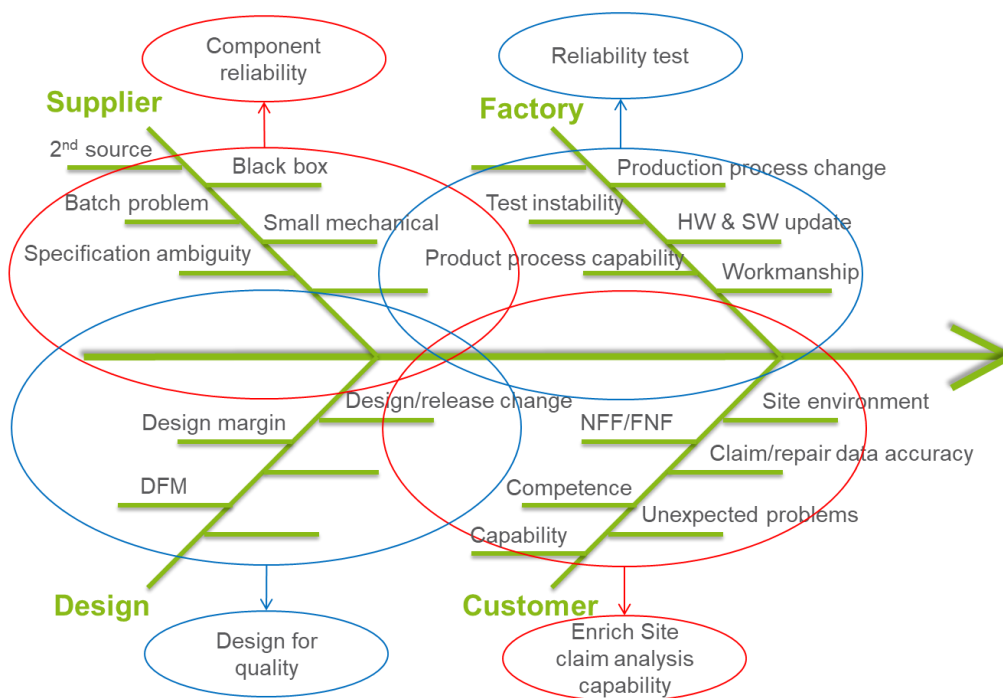 Component
reliability
Reliability test
Supplier
Factory
2nd source
Black box
Batch problem
Small mechanical
Specification ambiguity
Production process change
Test instability
HW & SW update
Product process capability
Workmanship
Design/release change
Design margin
DFM
Site environment
NFF/FNF
Claim/repair data accuracy
Competence
Unexpected problems
Capability
Design
Customer
Design for
quality
Enrich Site
claim analysis
capability